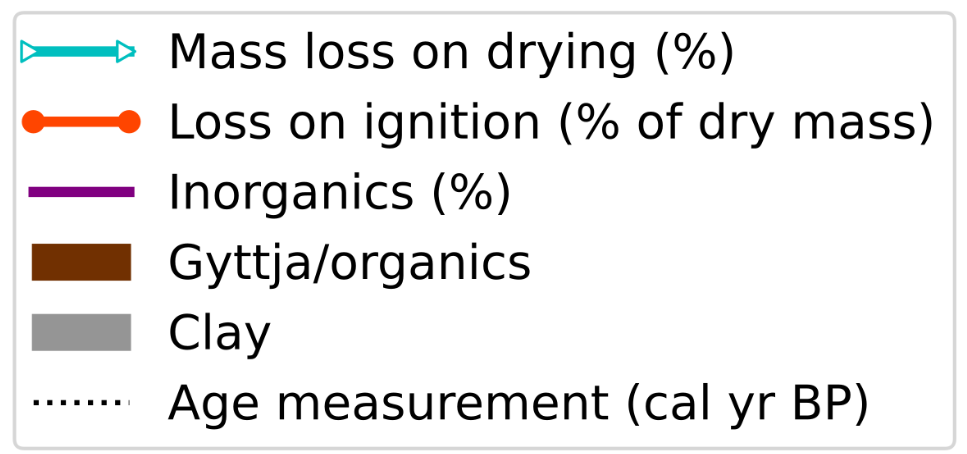 Mass loss on drying (%)
Loss on ignition (% of dry mass)
Inorganics (%)
Gyttja/organics
Clay
Age measurement (cal yr BP)